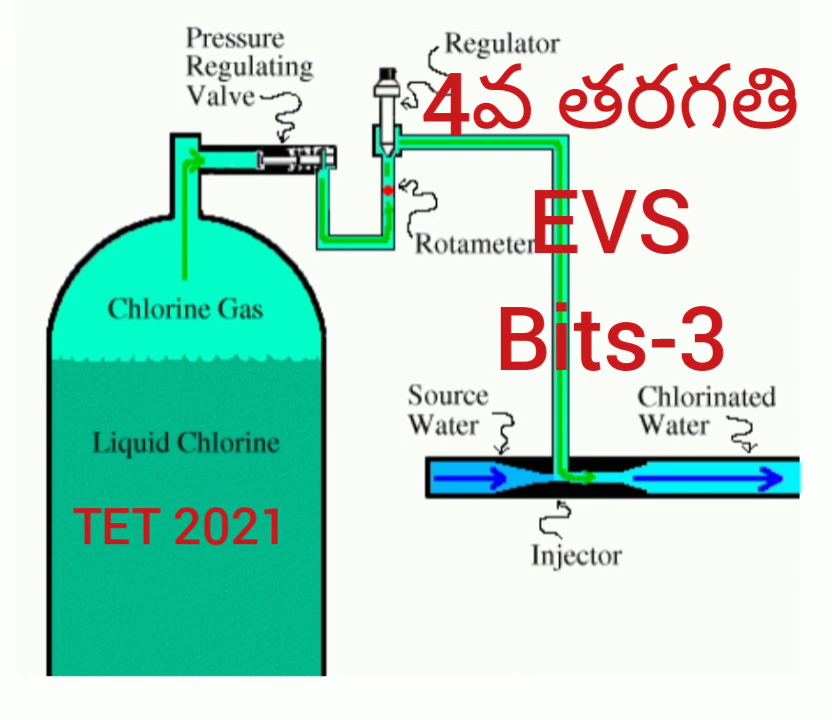 Pressure
Regulating
Valve
Regulator
4వ తరగతి
EVS
Rotameter
Chlorine Gas
Bits-3
Source
Water
Chlorinated
Water
Liquid Chlorine
TET 2021
Injector